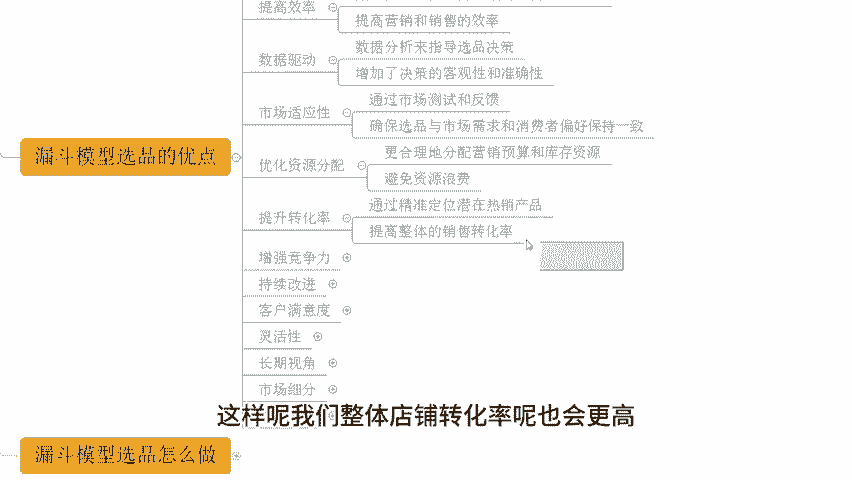 提高效率
提高营销和销售的效率
数据驱动
数据分析来指导选品决策
增加了决策的客观性和准确性
市场适应性
通过市场测试和反馈
确保选品与市场需求和消费者偏好保持一致
漏斗模型选品的优点
优化资源分配
更合理地分配营销预算和库存资源
避免资源浪费
提升转化率
通过精准定位潜在热销产品
提高整体的销售转化率
增强竞争力
持续改进
客户满意度
灵活性
长期视角
市场细分
这样呢我们整体店铺转化率呢也会更高
漏斗模型选品怎么做